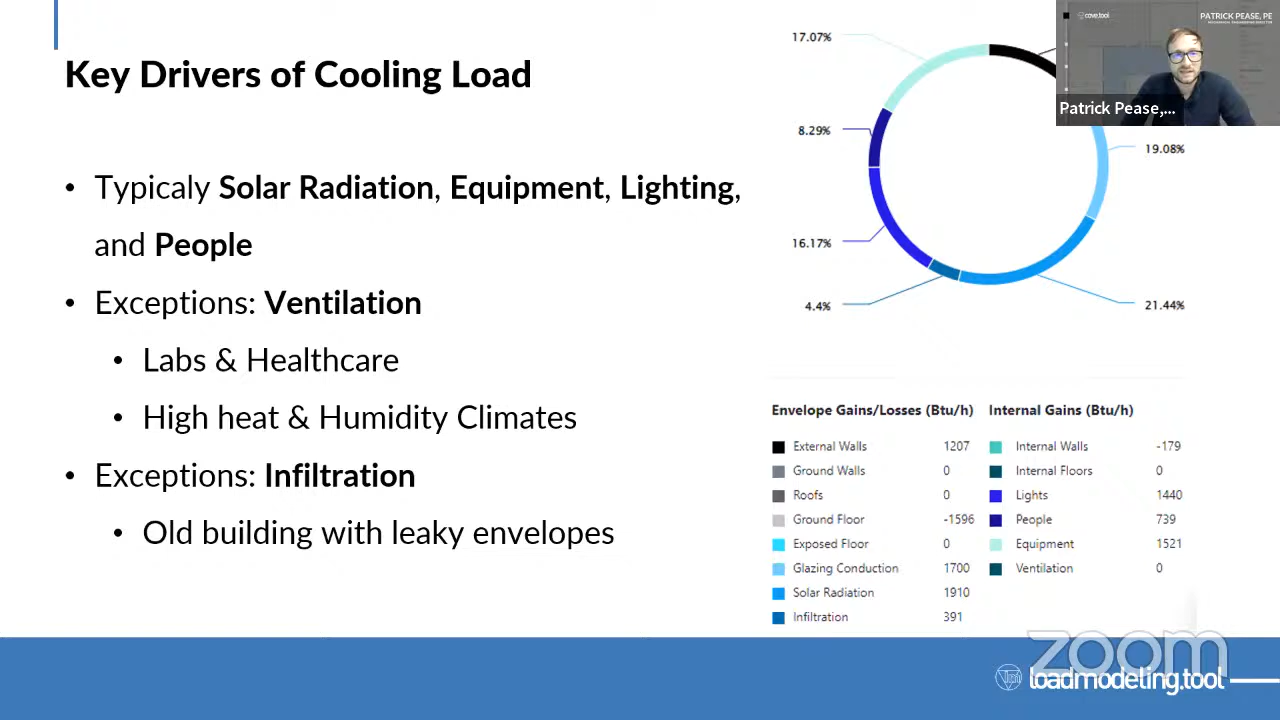 Key Drivers of Cooling Load
• Typicaly Solar Radiation, Equipment, Lighting,
and People
• Exceptions: Ventilation
• Labs & Healthcare
• High heat & Humidity Climates
• Exceptions: Infiltration
• Old building with leaky envelopes
17.07%
8.29%
16.17%
4.4%
19.08%
21.44%
Envelope Gains/Losses (Btu/h)
External Walls 1207
Ground Walls 0
Roofs 0
Ground Floor -1596
Exposed Floor 0
Glazing Conduction 1700
Solar Radiation 1910
Infiltration 391
Internal Gains (Btu/h)
Internal Walls -179
Internal Floors 0
Lights 1440
People 739
Equipment 1521
Ventilation 0
cove.tool
PATRICK PEASE, PE
Patrick Pease,...
zoom
loadmodeling.tool